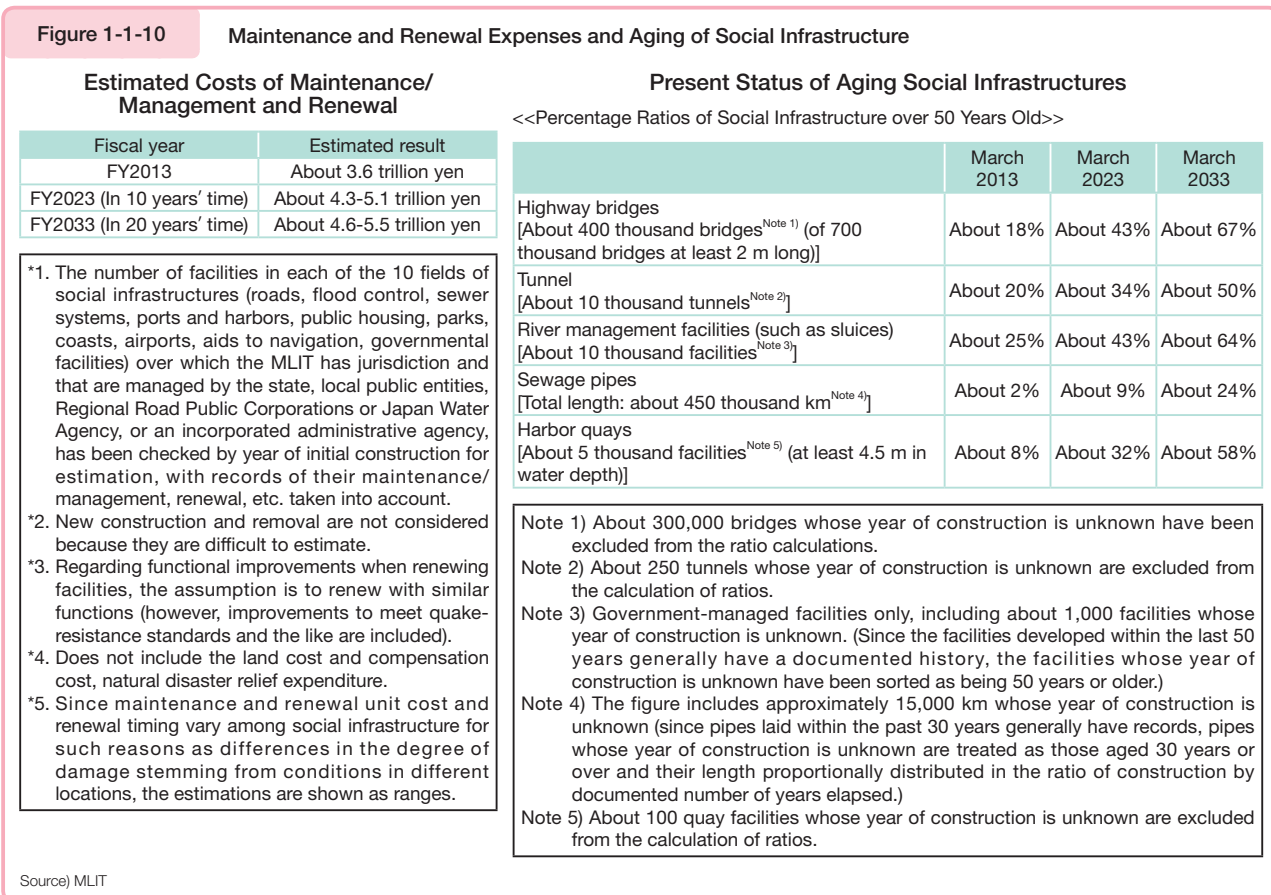 Figure 1-1-10
Maintenance and Renewal Expenses and Aging of Social Infrastructure
Estimated Costs of Maintenance/
Management and Renewal
Fiscal year Estimated result
FY2013 About 3.6 trillion yen
FY2023 (In 10 years' time) About 4.3-5.1 trillion yen
FY2033 (In 20 years' time) About 4.6-5.5 trillion yen
*1. The number of facilities in each of the 10 fields of
social infrastructures (roads, flood control, sewer
systems, ports and harbors, public housing, parks,
coasts, airports, aids to navigation, governmental
facilities) over which the MLIT has jurisdiction and
that are managed by the state, local public entities,
Regional Road Public Corporations or Japan Water
Agency, or an incorporated administrative agency,
has been checked by year of initial construction for
estimation, with records of their maintenance/
management, renewal, etc. taken into account.
*2. New construction and removal are not considered
because they are difficult to estimate.
*3. Regarding functional improvements when renewing
facilities, the assumption is to renew with similar
functions (however, improvements to meet quake-
resistance standards and the like are included).
*4. Does not include the land cost and compensation
cost, natural disaster relief expenditure.
*5. Since maintenance and renewal unit cost and
renewal timing vary among social infrastructure for
such reasons as differences in the degree of
damage stemming from conditions in different
locations, the estimations are shown as ranges.
Present Status of Aging Social Infrastructures
<<Percentage Ratios of Social Infrastructure over 50 Years Old>>
March 2013 March 2023 March 2033
Highway bridges
[About 400 thousand bridges Note 1) (of 700
thousand bridges at least 2 m long)]
About 18% About 43% About 67%
Tunnel
[About 10 thousand tunnels Note 2)]
About 20% About 34% About 50%
River management facilities (such as sluices)
[About 10 thousand facilities Note 3)]
About 25% About 43% About 64%
Sewage pipes
[Total length: about 450 thousand km Note 4)]
About 2% About 9% About 24%
Harbor quays
[About 5 thousand facilities Note 5) (at least 4.5 m in
water depth)]
About 8% About 32% About 58%
Note 1) About 300,000 bridges whose year of construction is unknown have been
excluded from the ratio calculations.
Note 2) About 250 tunnels whose year of construction is unknown are excluded from
the calculation of ratios.
Note 3) Government-managed facilities only, including about 1,000 facilities whose
year of construction is unknown. (Since the facilities developed within the last 50
years generally have a documented history, the facilities whose year of
construction is unknown have been sorted as being 50 years or older.)
Note 4) The figure includes approximately 15,000 km whose year of construction is
unknown (since pipes laid within the past 30 years generally have records, pipes
whose year of construction is unknown are treated as those aged 30 years or
over and their length proportionally distributed in the ratio of construction by
documented number of years elapsed.)
Note 5) About 100 quay facilities whose year of construction is unknown are excluded
from the calculation of ratios.
Source) MLIT